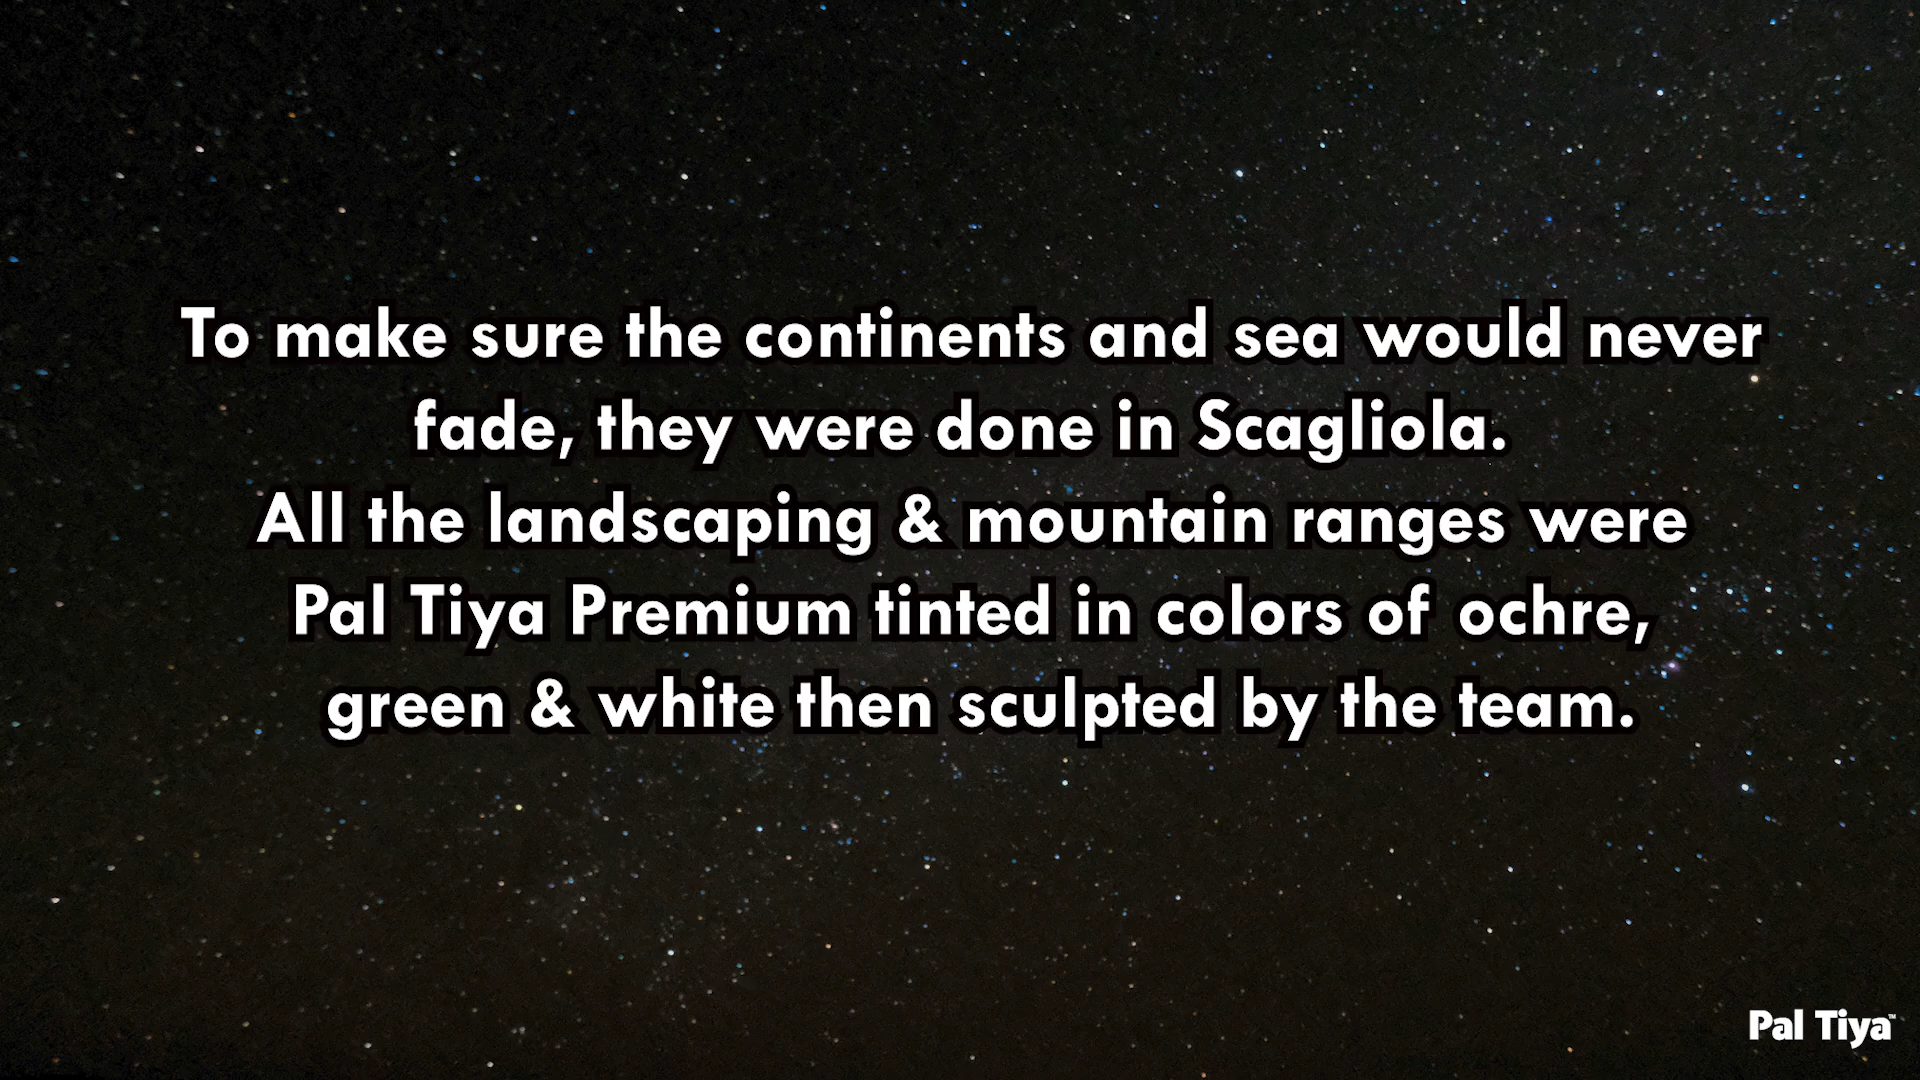 To make sure the continents and sea would never
fade, they were done in Scagliola.
All the landscaping & mountain ranges were
Pal Tiya Premium tinted in colors of ochre,
green & white then sculpted by the team.
Pal Tiya™